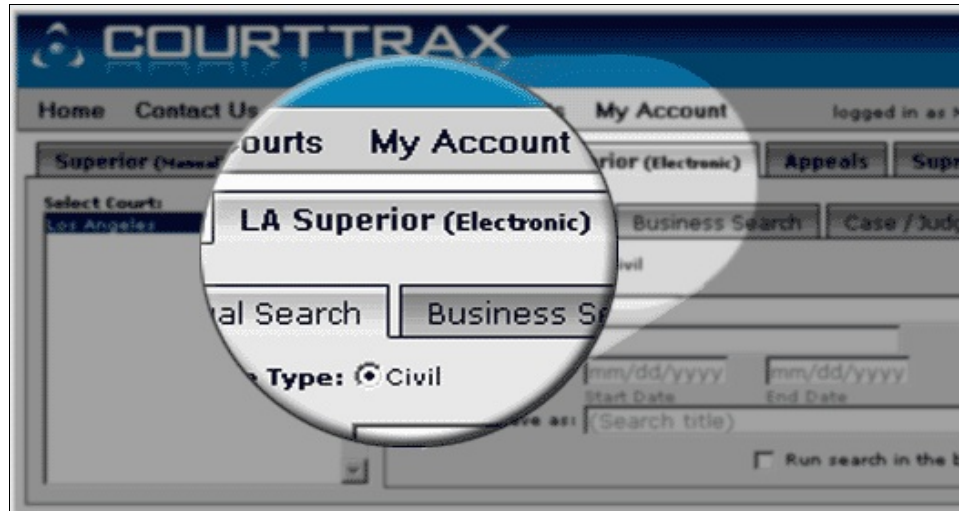 COURTTRAX
Home Contact Us My Account logged in as
ourts My Account
Superior (Manual) rior (Electronic) Appeals Supr
LA Superior (Electronic)
Select Court:
Los Angeles
Business Search Case / Judg
al Search Business Se
ivil
Type: Civil
mm/dd/yyyy mm/dd/yyyy
Start Date End Date
ve as: (Search title)
Run search in the b